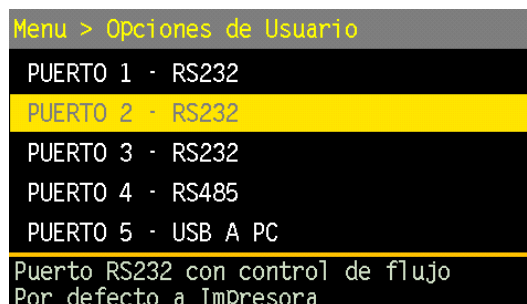 Menu > Opciones de Usuario
PUERTO 1 - RS232
PUERTO 2 - RS232
PUERTO 3 - RS232
PUERTO 4 - RS485
PUERTO 5 - USB A PC
Puerto RS232 con control de flujo
Por defecto a Impresora